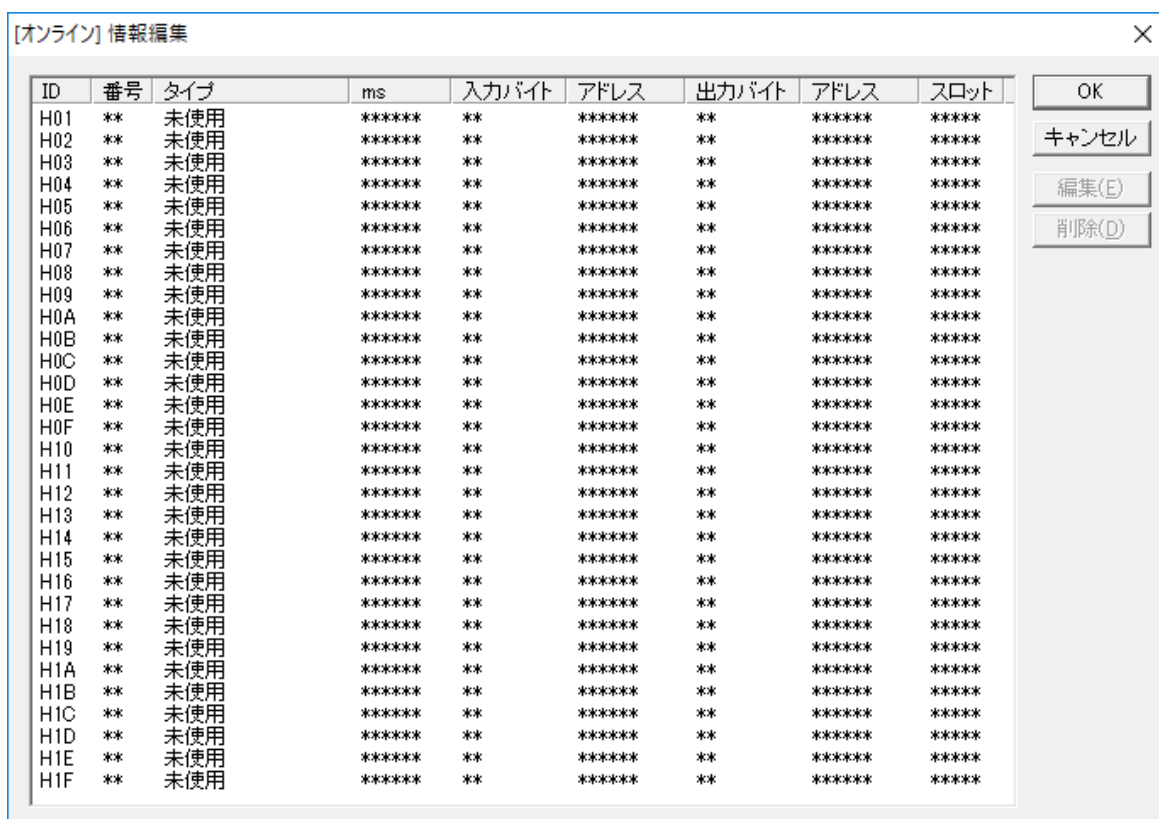 [オンライン] 情報編集
ID 番号 タイプ ms 入力バイト アドレス 出力バイト アドレス スロット
H01 ** 未使用 ****** ** ****** ** ****** *****
H02 ** 未使用 ****** ** ****** ** ****** *****
H03 ** 未使用 ****** ** ****** ** ****** *****
H04 ** 未使用 ****** ** ****** ** ****** *****
H05 ** 未使用 ****** ** ****** ** ****** *****
H06 ** 未使用 ****** ** ****** ** ****** *****
H07 ** 未使用 ****** ** ****** ** ****** *****
H08 ** 未使用 ****** ** ****** ** ****** *****
H09 ** 未使用 ****** ** ****** ** ****** *****
H0A ** 未使用 ****** ** ****** ** ****** *****
H0B ** 未使用 ****** ** ****** ** ****** *****
H0C ** 未使用 ****** ** ****** ** ****** *****
H0D ** 未使用 ****** ** ****** ** ****** *****
H0E ** 未使用 ****** ** ****** ** ****** *****
H0F ** 未使用 ****** ** ****** ** ****** *****
H10 ** 未使用 ****** ** ****** ** ****** *****
H11 ** 未使用 ****** ** ****** ** ****** *****
H12 ** 未使用 ****** ** ****** ** ****** *****
H13 ** 未使用 ****** ** ****** ** ****** *****
H14 ** 未使用 ****** ** ****** ** ****** *****
H15 ** 未使用 ****** ** ****** ** ****** *****
H16 ** 未使用 ****** ** ****** ** ****** *****
H17 ** 未使用 ****** ** ****** ** ****** *****
H18 ** 未使用 ****** ** ****** ** ****** *****
H19 ** 未使用 ****** ** ****** ** ****** *****
H1A ** 未使用 ****** ** ****** ** ****** *****
H1B ** 未使用 ****** ** ****** ** ****** *****
H1C ** 未使用 ****** ** ****** ** ****** *****
H1D ** 未使用 ****** ** ****** ** ****** *****
H1E ** 未使用 ****** ** ****** ** ****** *****
H1F ** 未使用 ****** ** ****** ** ****** *****
OK
キャンセル
編集(E)
削除(D)